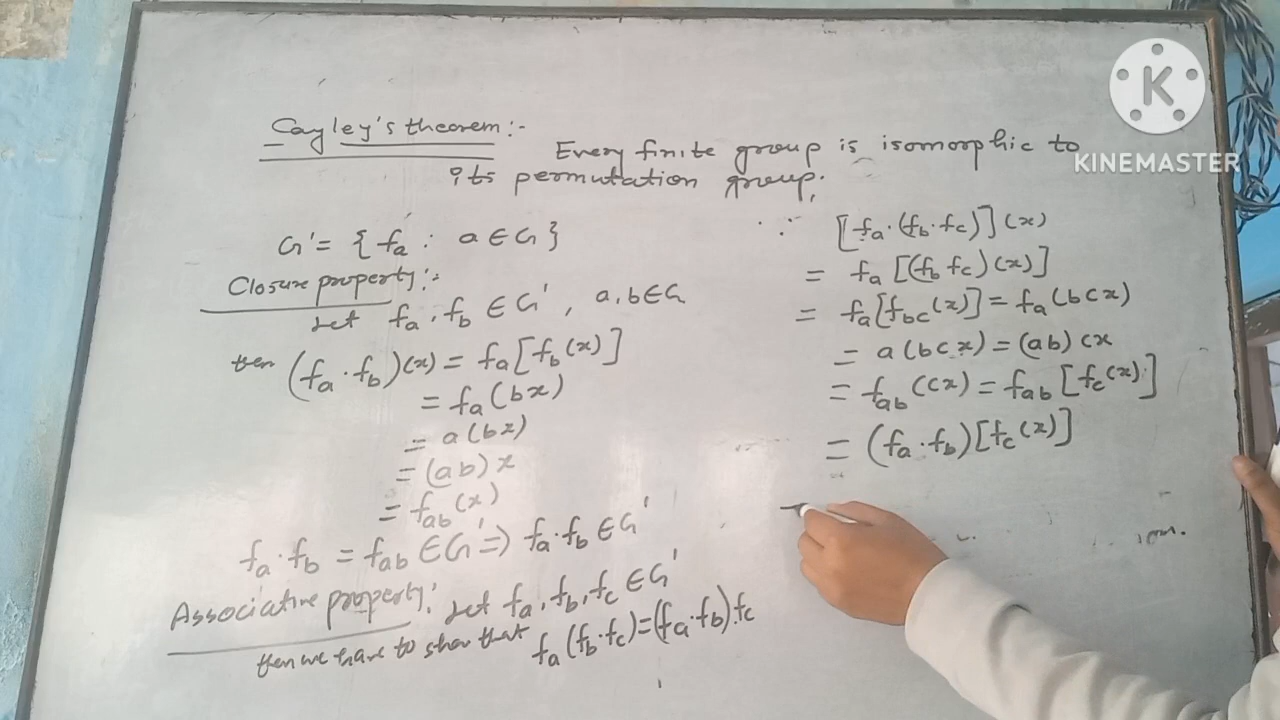 Cayley's theorem:-
Every finite group is isomorphic to
its permutation group.
G' = {fa : a ∈ G}
Closure property:-
Let fa, fb ∈ G', a, b ∈ G
then (fa · fb)(x) = fa[fb(x)]
= fa(bx)
= a(bx)
= (ab)x
= fab(x)
fa · fb = fab ∈ G' => fa · fb ∈ G'
Associative property: Let fa, fb, fc ∈ G'
then we have to show that fa(fb · fc) = (fa · fb) · fc
∵ [fa · (fb · fc)](x)
= fa[(fb fc)(x)]
= fa[fbc(x)] = fa(bcx)
= a(bcx) = (ab)cx
= fab(cx) = fab[fc(x)]
= (fa · fb)[fc(x)]
K
KINEMASTER